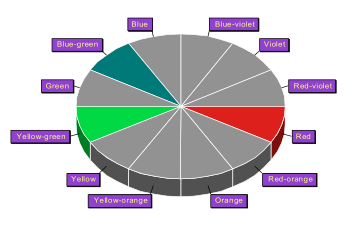 Blue
Blue-violet
Blue-green
Violet
Green
Red-violet
Yellow-green
Red
Yellow
Red-orange
Yellow-orange
Orange